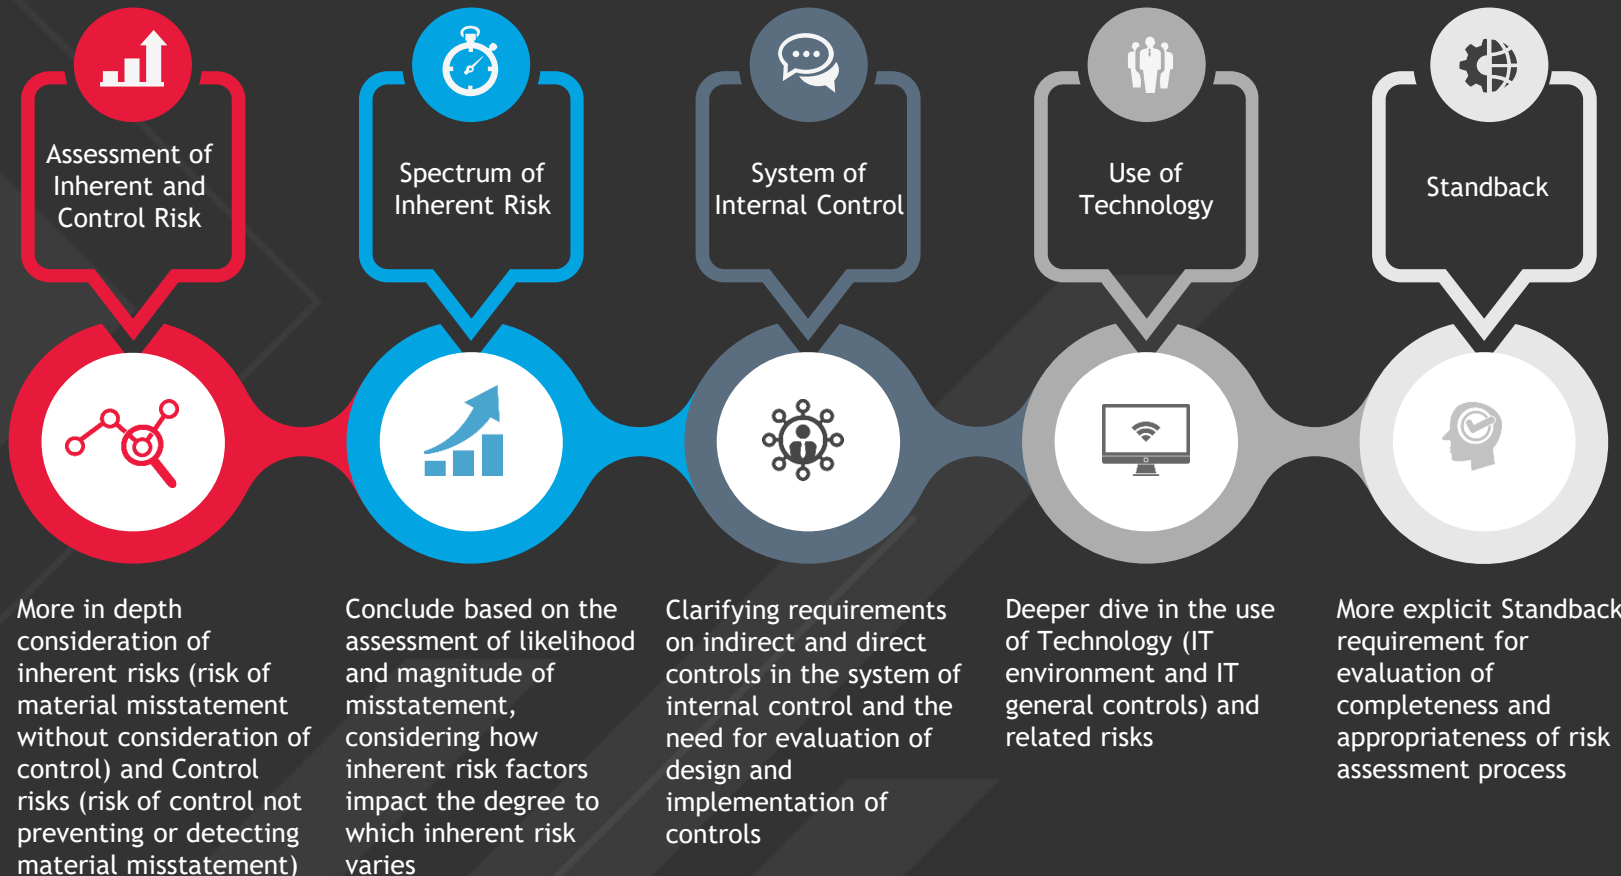 Assessment of
Inherent and
Control Risk
Spectrum of
Inherent Risk
System of
Internal Control
Use of
Technology
Standback
More in depth
consideration of
inherent risks (risk of
material misstatement
without consideration of
control) and Control
risks (risk of control not
preventing or detecting
material misstatement)
Conclude based on the
assessment of likelihood
and magnitude of
misstatement,
considering how
inherent risk factors
impact the degree to
which inherent risk
varies
Clarifying requirements
on indirect and direct
controls in the system of
internal control and the
need for evaluation of
design and
implementation of
controls
Deeper dive in the use
of Technology (IT
environment and IT
general controls) and
related risks
More explicit Standback
requirement for
evaluation of
completeness and
appropriateness of risk
assessment process